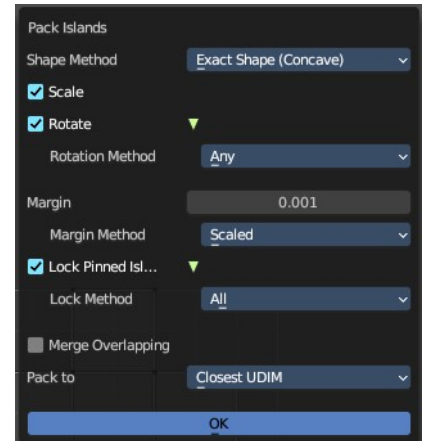 Pack Islands
Shape Method Exact Shape (Concave)
Scale
Rotate
Rotation Method Any
Margin 0.001
Margin Method Scaled
Lock Pinned Isl...
Lock Method All
Merge Overlapping
Pack to Closest UDIM
OK